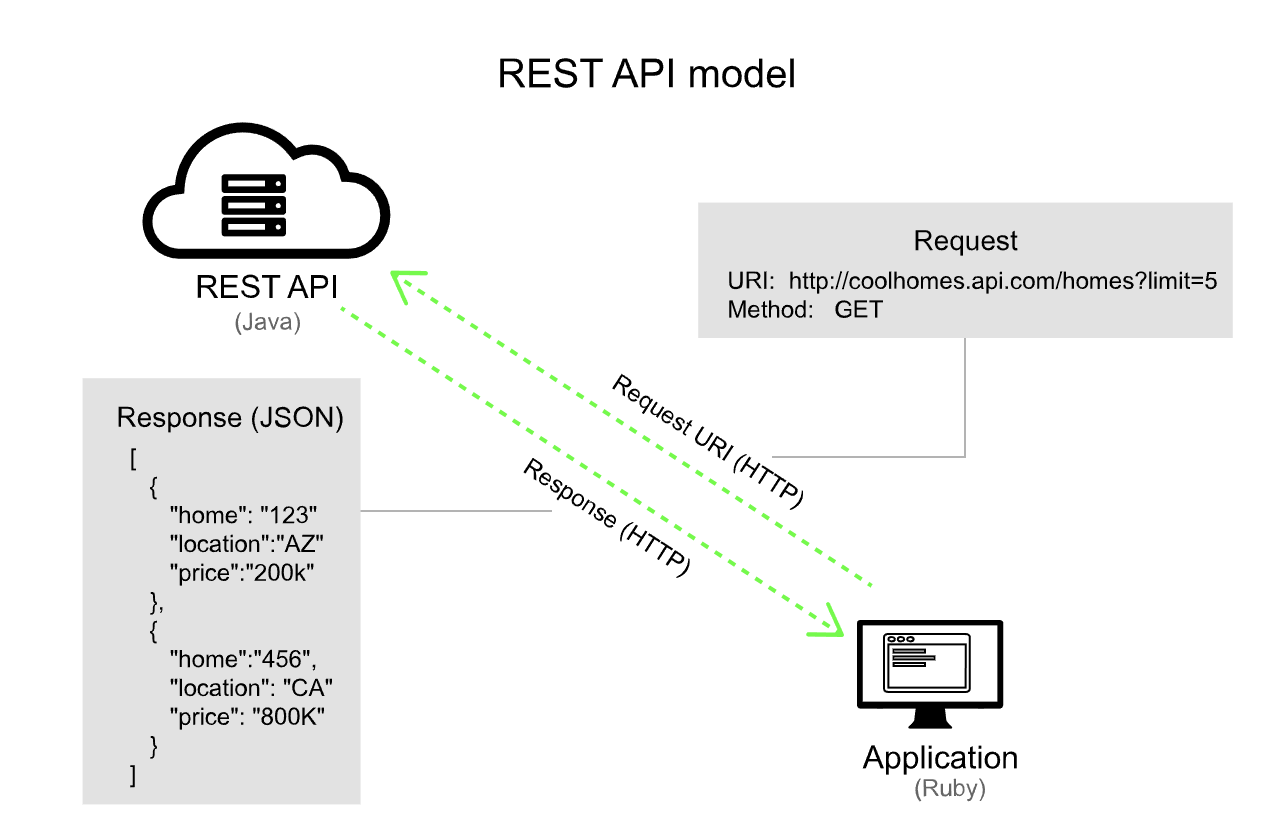 REST API model
REST API
(Java)
Request
URI:  http://coolhomes.api.com/homes?limit=5
Method:   GET
Request URI (HTTP)
Response (HTTP)
Response (JSON)
[
{
"home": "123"
"location":"AZ"
"price":"200k"
},
{
"home":"456",
"location": "CA"
"price": "800K"
}
]
Application
(Ruby)